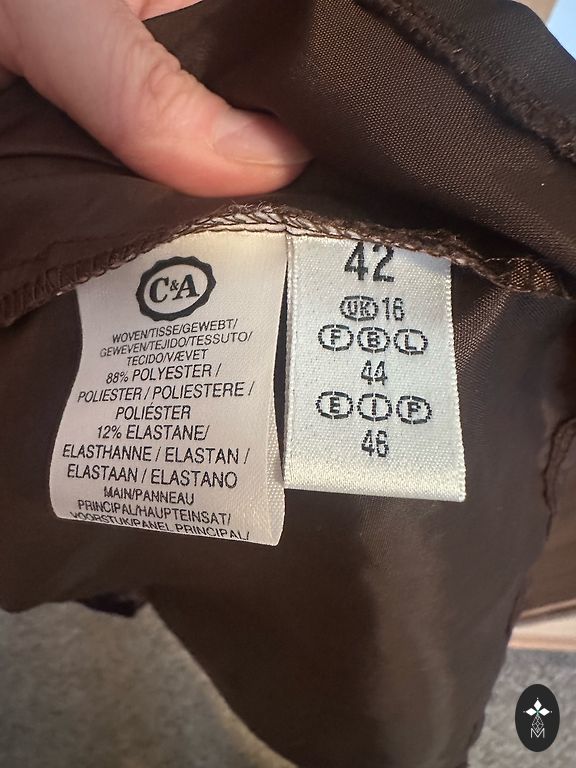 C&A
WOVEN/TISSE/GEWEBT/
GEWEVEN/TEJIDO/TESSUTO/
TECIDO/VÆVET
88% POLYESTER /
POLIESTER / POLIESTERE /
POLIÉSTER
12% ELASTANE/
ELASTHANNE / ELASTAN /
ELASTAAN / ELASTANO
MAIN/PANNEAU
PRINCIPAL/HAUPTEINSAT/
VOORSTUK/PANEL PRINCIPAL/
42
UK 16
F B L
44
E I P
46
M